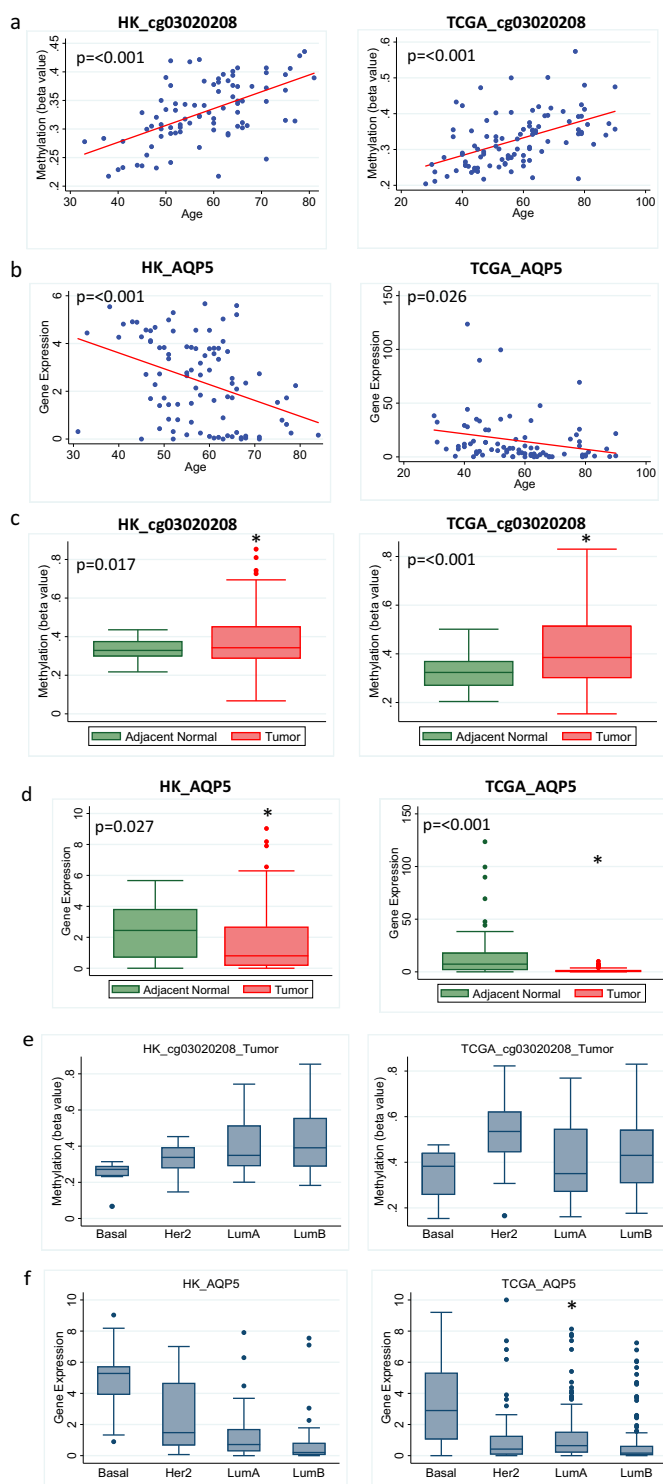 a
HK_cg03020208
TCGA_cg03020208
p=<0.001
Methylation (beta value)
.2 .25 .3 .35 .4 .45
30 40 50 60 70 80
Age
p=<0.001
Methylation (beta value)
.2 .3 .4 .5 .6
20 40 60 80 100
Age
b
HK_AQP5
TCGA_AQP5
p=<0.001
Gene Expression
0 2 4 6
30 40 50 60 70 80
Age
p=0.026
Gene Expression
0 50 100 150
20 40 60 80 100
Age
c
HK_cg03020208
TCGA_cg03020208
*
p=0.017
Methylation (beta value)
0 .2 .4 .6 .8
Adjacent Normal Tumor
*
p=<0.001
Methylation (beta value)
.2 .4 .6 .8
Adjacent Normal Tumor
d
HK_AQP5
TCGA_AQP5
*
p=0.027
Gene Expression
0 2 4 6 8 10
Adjacent Normal Tumor
p=<0.001
*
Gene Expression
0 50 100 150
Adjacent Normal Tumor
e
HK_cg03020208_Tumor
Methylation (beta value)
0 .2 .4 .6 .8
Basal Her2 LumA LumB
TCGA_cg03020208_Tumor
Methylation (beta value)
.2 .4 .6 .8
Basal Her2 LumA LumB
f
HK_AQP5
Gene Expression
0 2 4 6 8 10
Basal Her2 LumA LumB
TCGA_AQP5
*
Gene Expression
0 2 4 6 8 10
Basal Her2 LumA LumB